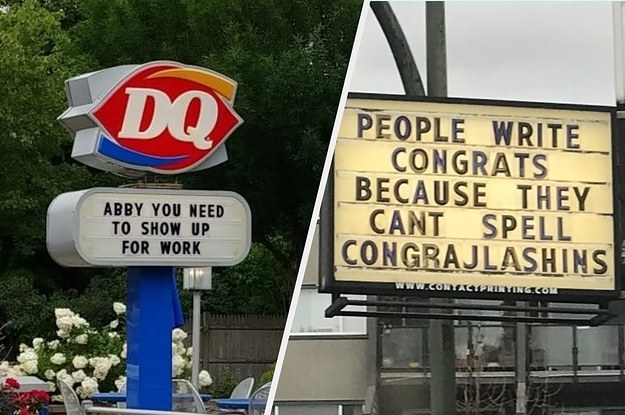 DQ
ABBY YOU NEED
TO SHOW UP
FOR WORK
PEOPLE WRITE
CONGRATS
BECAUSE THEY
CANT SPELL
CONGRAJLASHINS
WWW.CONTACTPRINTING.COM